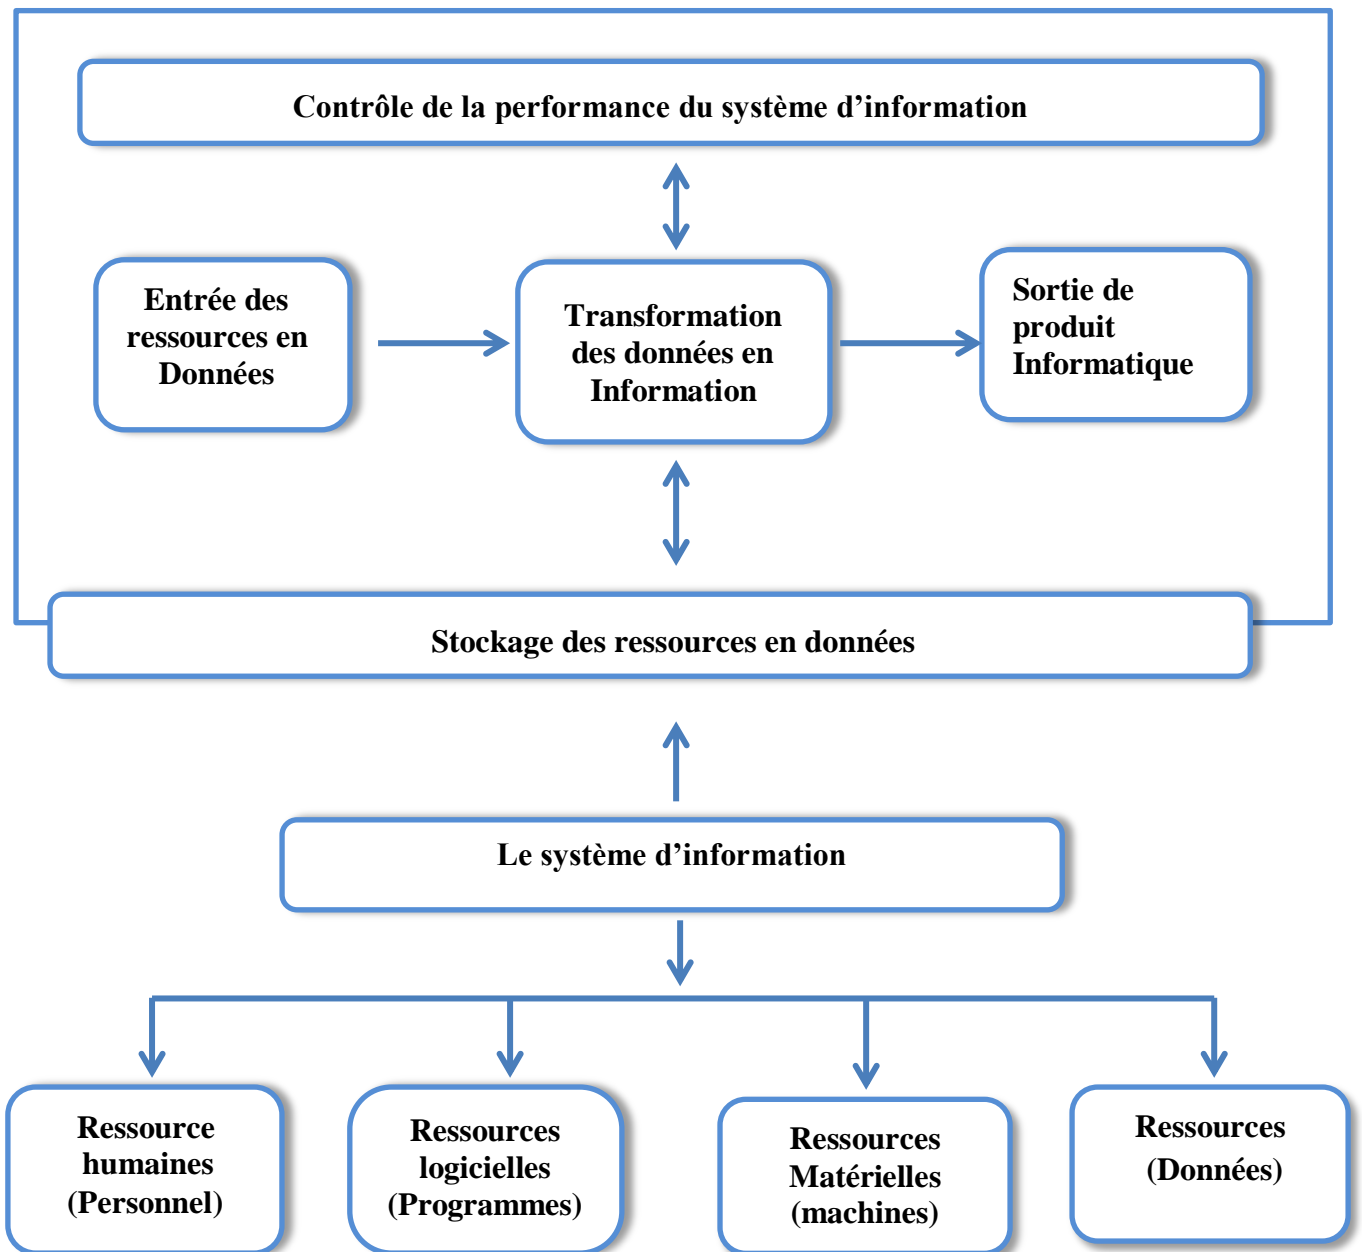 Contrôle de la performance du système d’information
Entrée des
ressources en
Données
Transformation
des données en
Information
Sortie de
produit
Informatique
Stockage des ressources en données
Le système d’information
Ressource
humaines
(Personnel)
Ressources
logicielles
(Programmes)
Ressources
Matérielles
(machines)
Ressources
(Données)